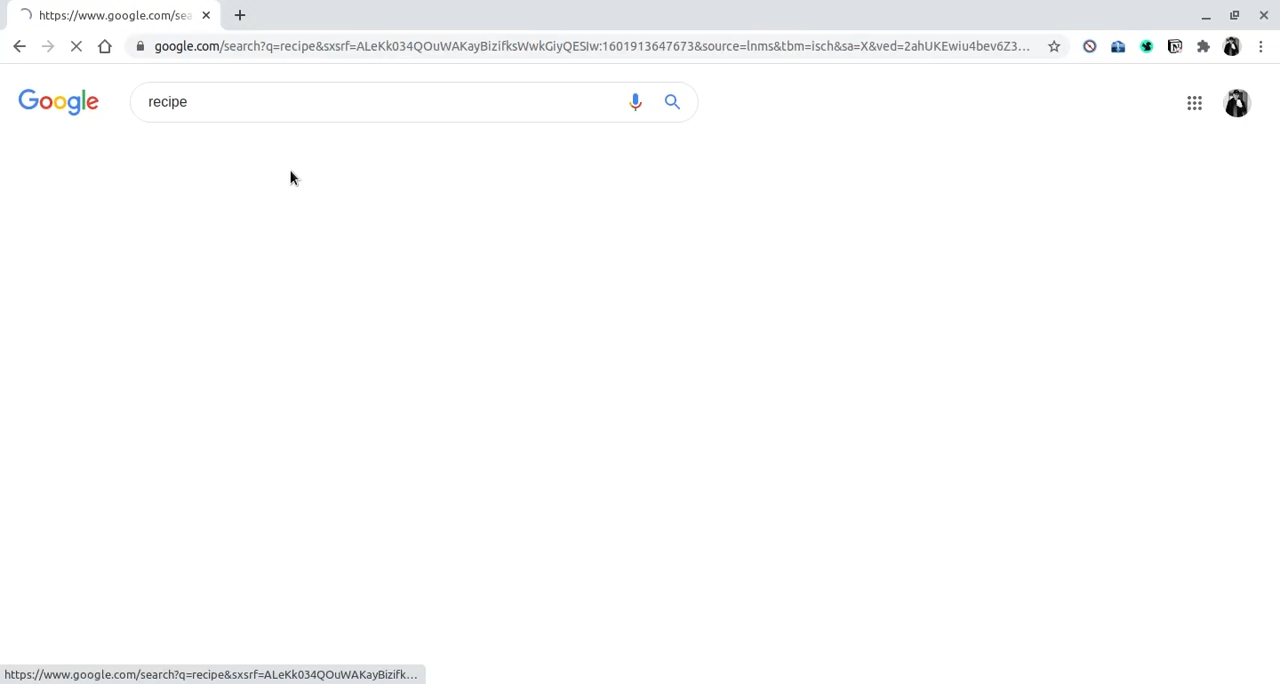 https://www.google.com/sea
google.com/search?q=recipe&sxsrf=ALeKk034QOuWAKayBizifksWwkGiyQESIw:1601913647673&source=lnms&tbm=isch&sa=X&ved=2ahUKEwiu4bev6Z3...
Google
recipe
https://www.google.com/search?q=recipe&sxsrf=ALeKk034QOuWAKayBizifk...